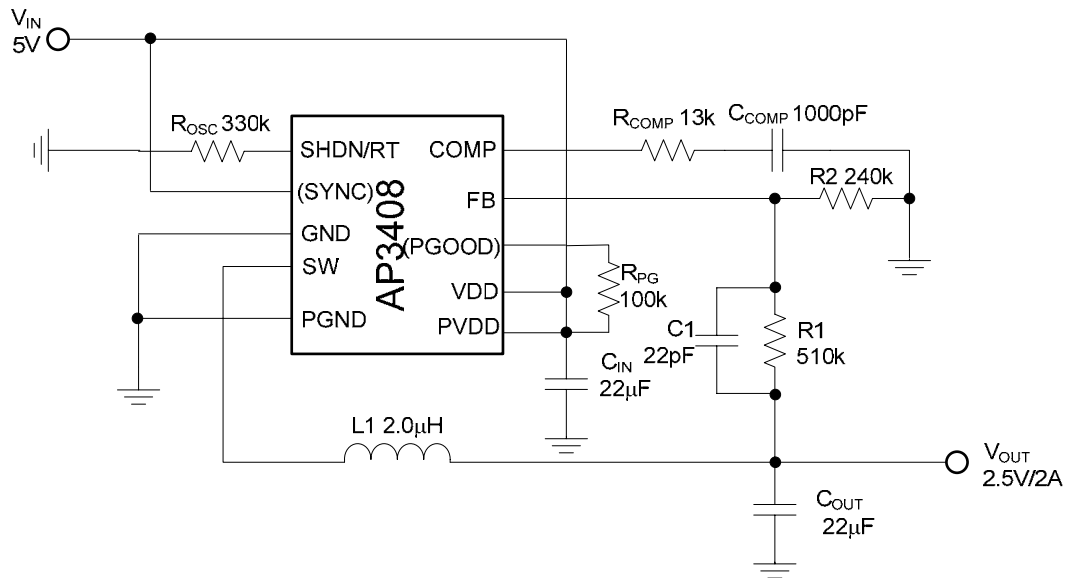 VIN
5V
ROSC 330k
RCOMP 13k
CCOMP 1000pF
SHDN/RT
COMP
R2 240k
(SYNC)
FB
AP3408
GND
(PGOOD)
SW
RPG
100k
VDD
PGND
PVDD
C1
22pF
R1
510k
CIN
22μF
L1 2.0μH
VOUT
2.5V/2A
COUT
22μF